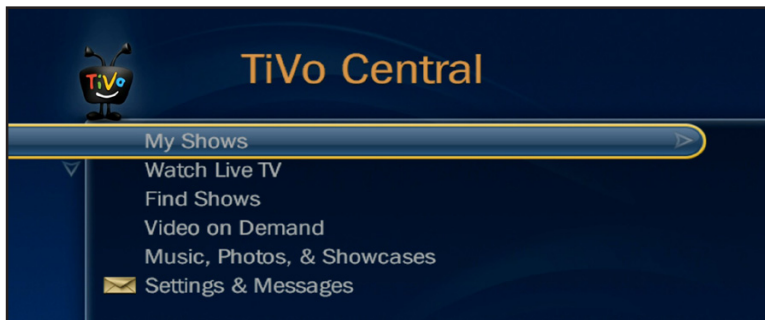 TiVo
TiVo Central
My Shows
Watch Live TV
Find Shows
Video on Demand
Music, Photos, & Showcases
Settings & Messages